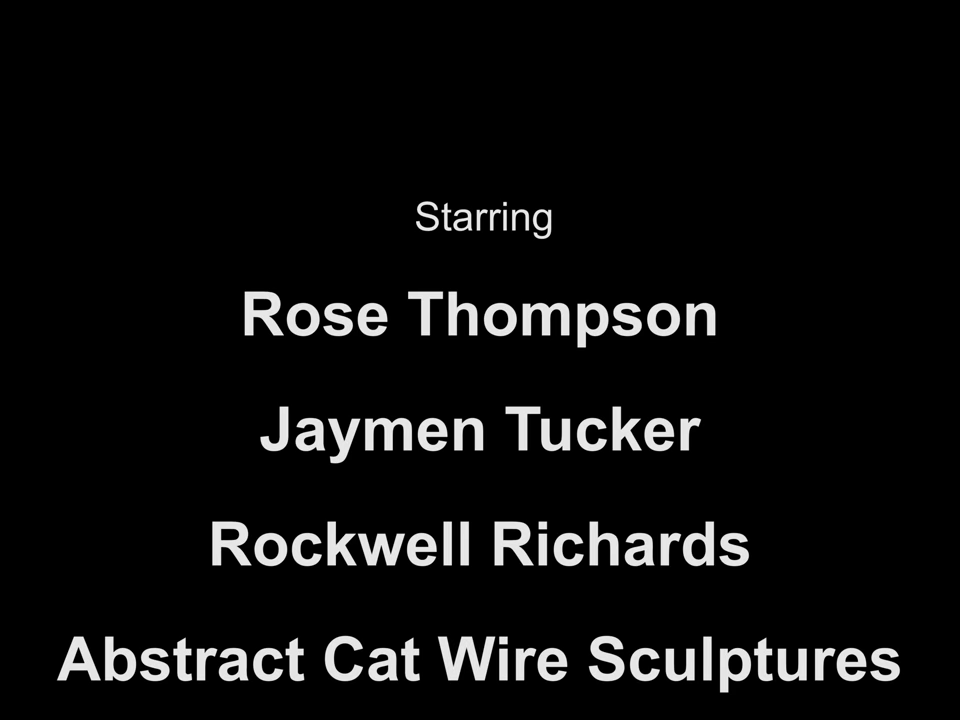 Starring
Rose Thompson
Jaymen Tucker
Rockwell Richards
Abstract Cat Wire Sculptures